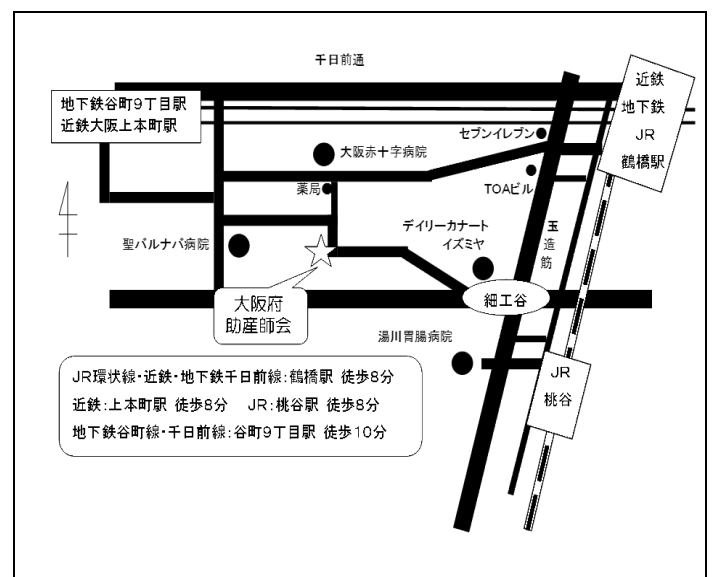 千日前通
近鉄
地下鉄
JR
鶴橋駅
地下鉄谷町9丁目駅
近鉄大阪上本町駅
セブンイレブン
大阪赤十字病院
薬局
TOAビル
デイリーカナート
イズミヤ
玉造筋
聖バルナバ病院
細工谷
大阪府
助産師会
湯川胃腸病院
JR
桃谷
JR環状線・近鉄・地下鉄千日前線:鶴橋駅 徒歩8分
近鉄:上本町駅 徒歩8分 JR:桃谷駅 徒歩8分
地下鉄谷町線・千日前線:谷町9丁目駅 徒歩10分